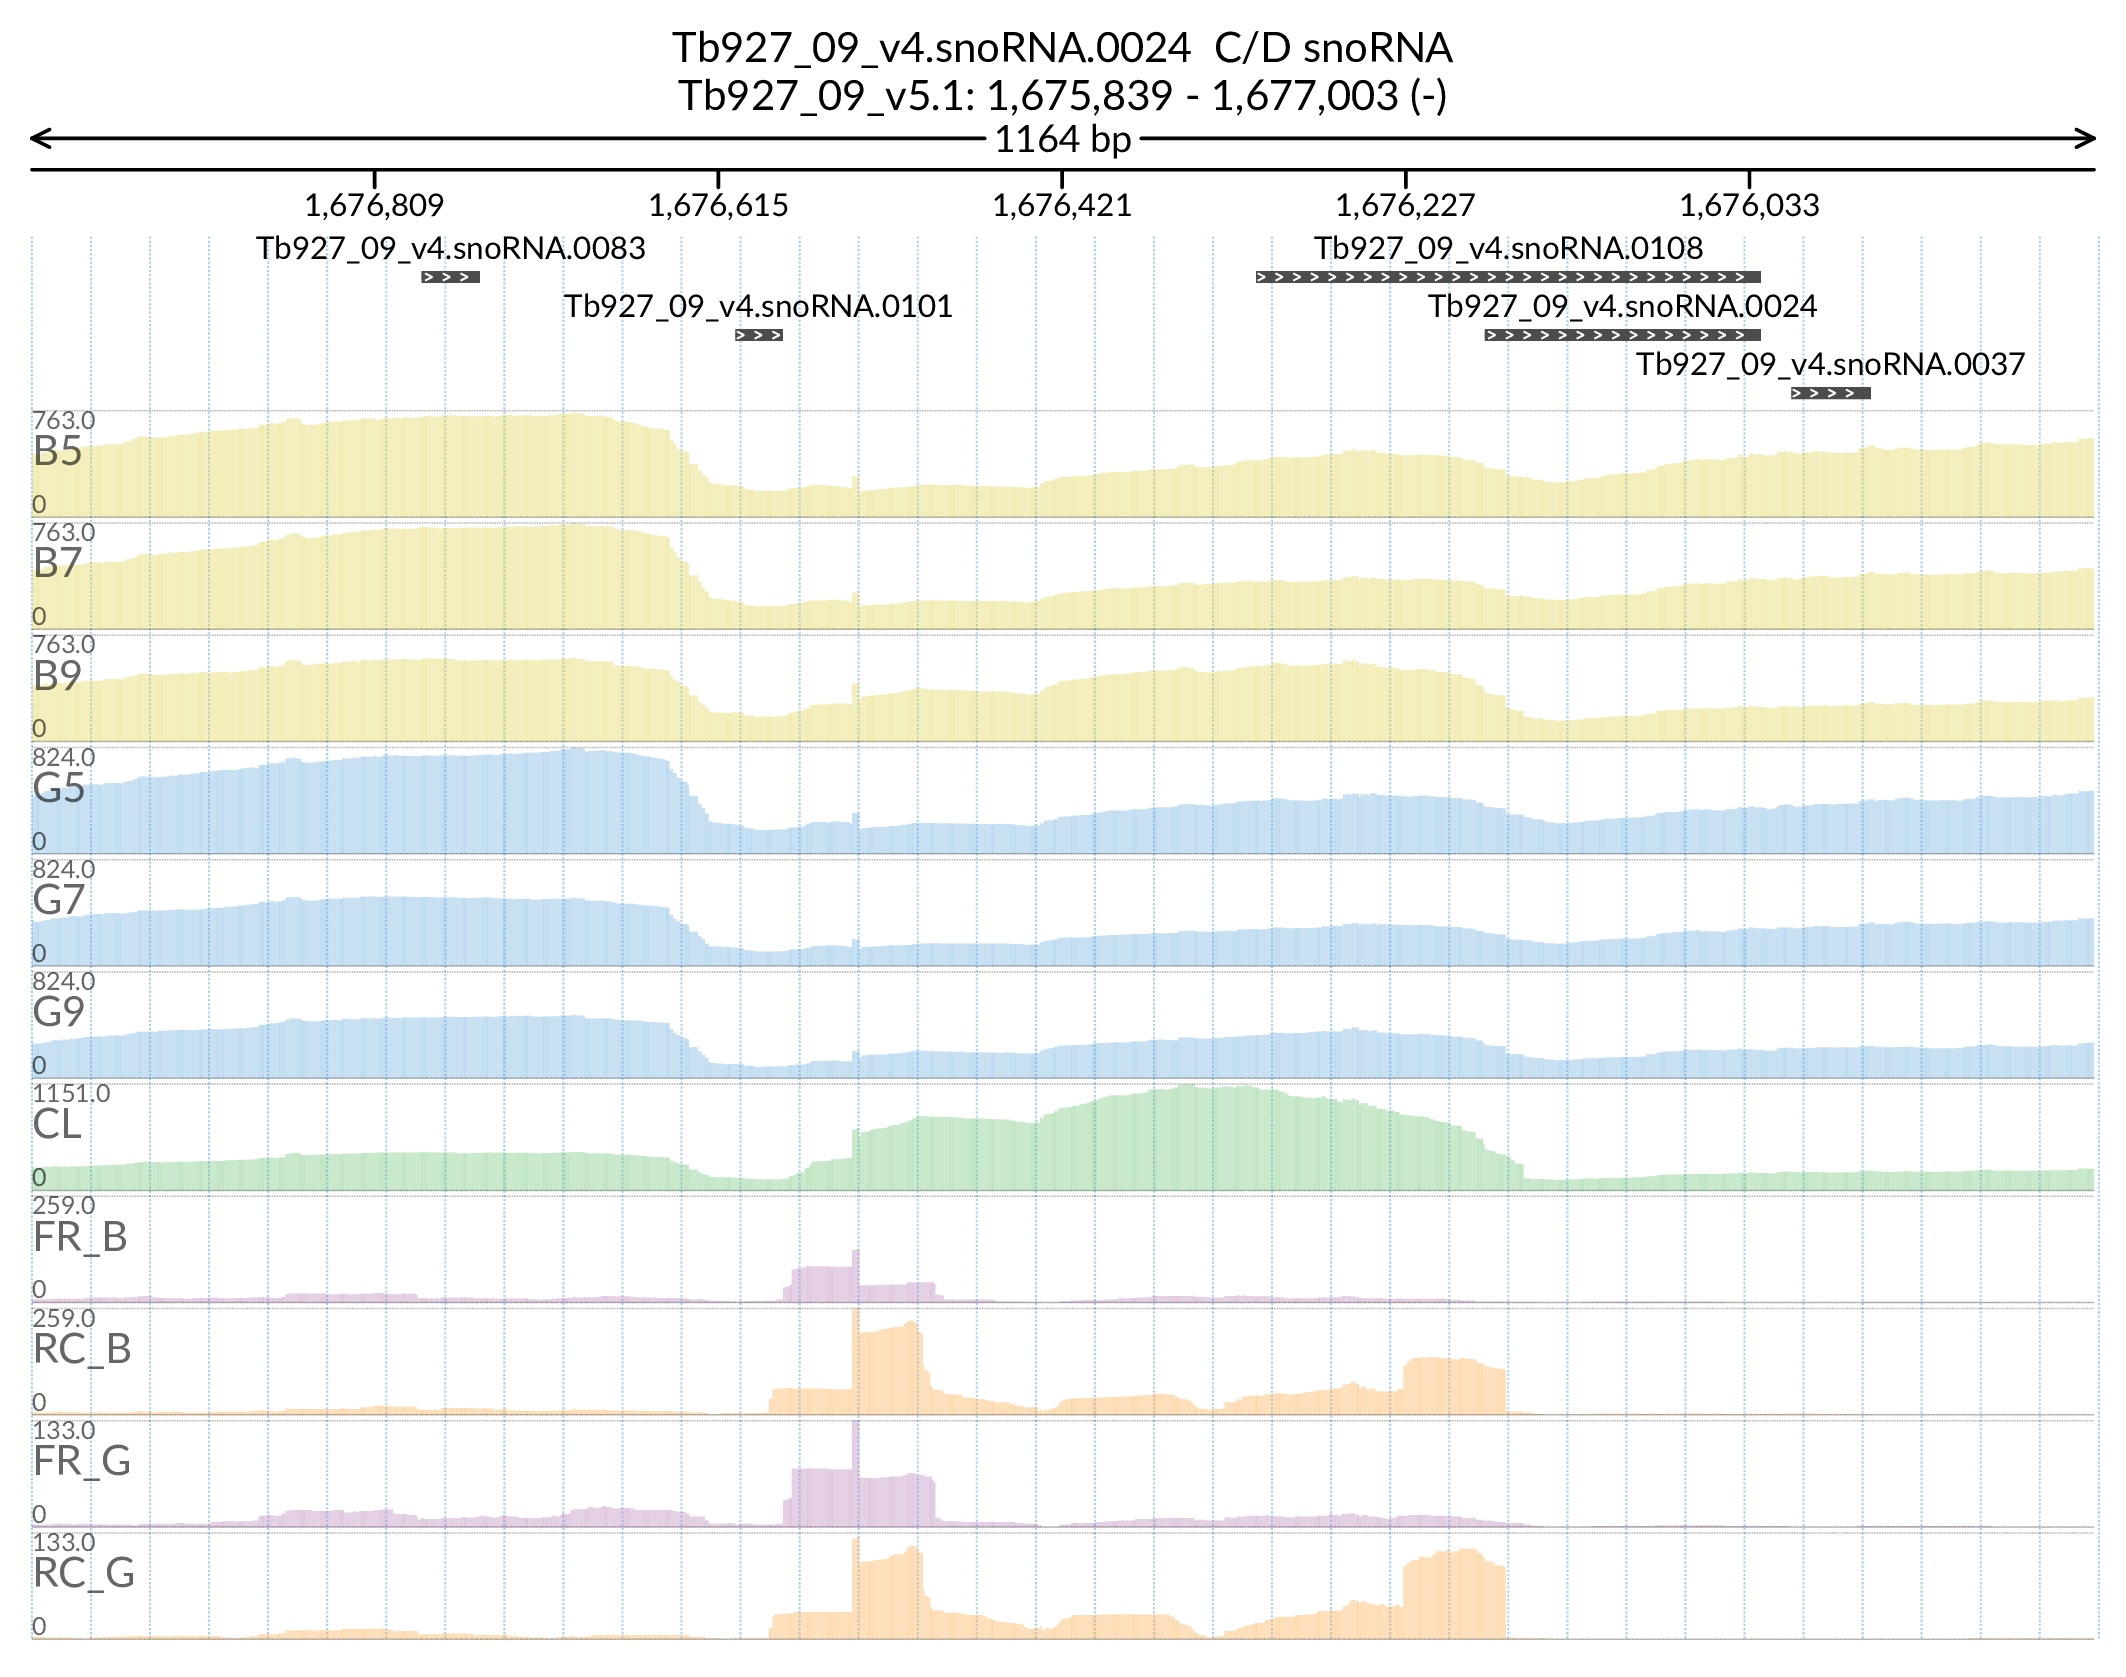 Tb927_09_v4.snoRNA.0024  C/D snoRNA
Tb927_09_v5.1: 1,675,839 - 1,677,003 (-)
1164 bp
1,676,809 1,676,615 1,676,421 1,676,227 1,676,033
Tb927_09_v4.snoRNA.0083 Tb927_09_v4.snoRNA.0108
Tb927_09_v4.snoRNA.0101 Tb927_09_v4.snoRNA.0024
Tb927_09_v4.snoRNA.0037
763.0
B5
0
763.0
B7
0
763.0
B9
0
824.0
G5
0
824.0
G7
0
824.0
G9
0
1151.0
CL
0
259.0
FR_B
0
259.0
RC_B
0
133.0
FR_G
0
133.0
RC_G
0